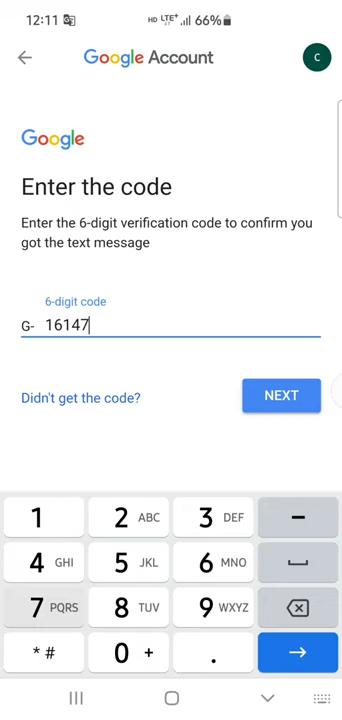 12:11 HD LTE+ 66%
Google Account
C
Google
Enter the code
Enter the 6-digit verification code to confirm you
got the text message
6-digit code
G- 16147
Didn't get the code? NEXT
1 2 ABC 3 DEF -
4 GHI 5 JKL 6 MNO
7 PQRS 8 TUV 9 WXYZ
* # 0 + .